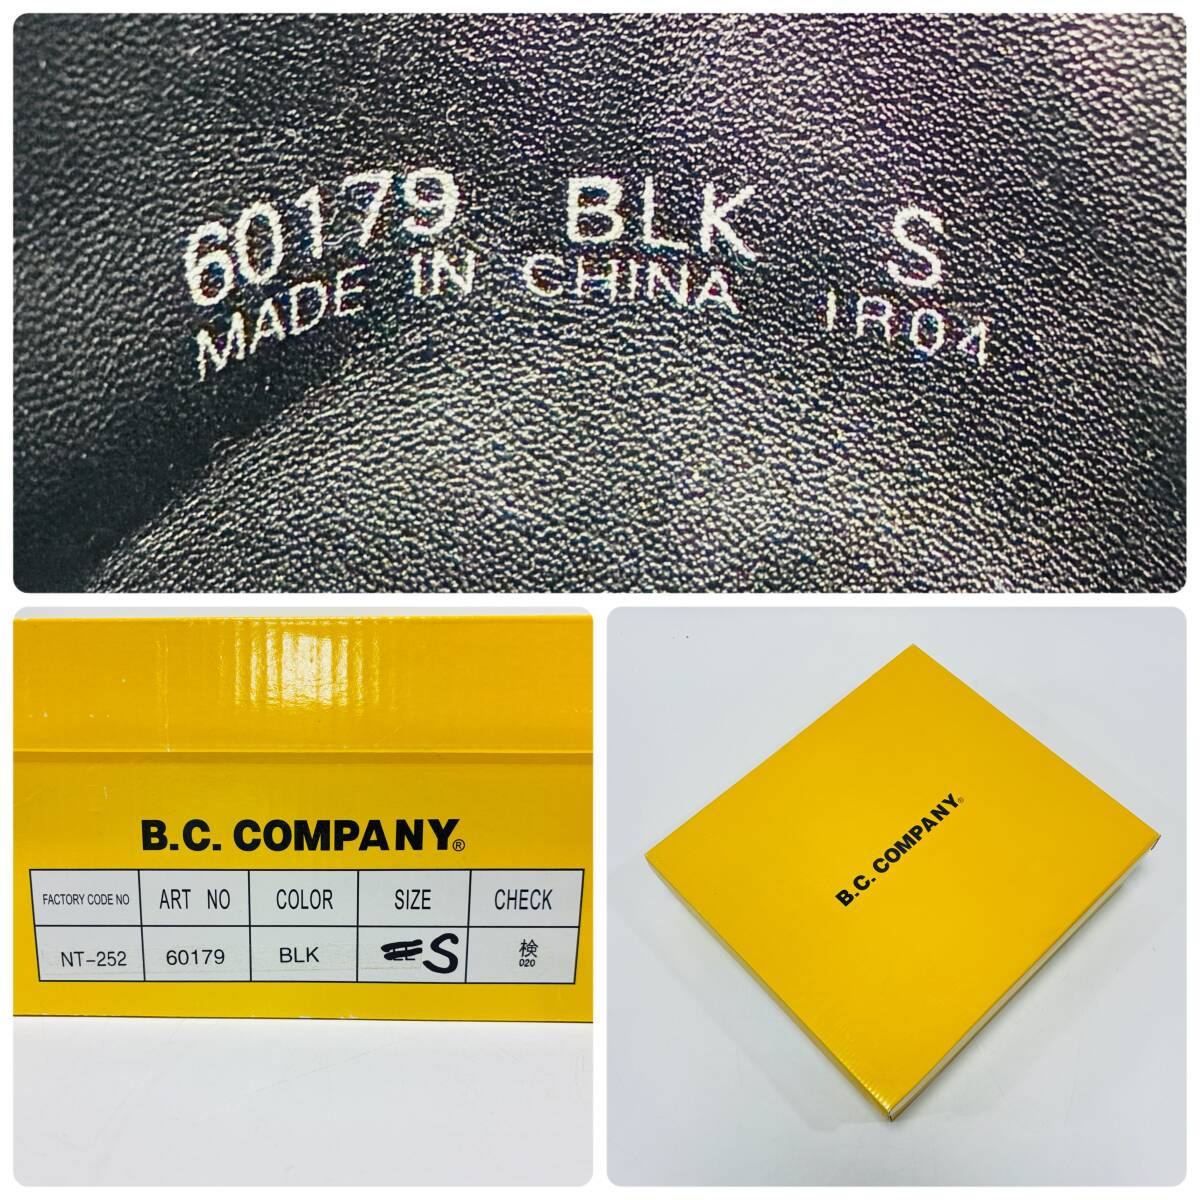 60179 BLK S
MADE IN CHINA 1R04
B.C. COMPANY®
FACTORY CODE NO ART NO COLOR SIZE CHECK
NT-252 60179 BLK S 検
020
B.C. COMPANY®